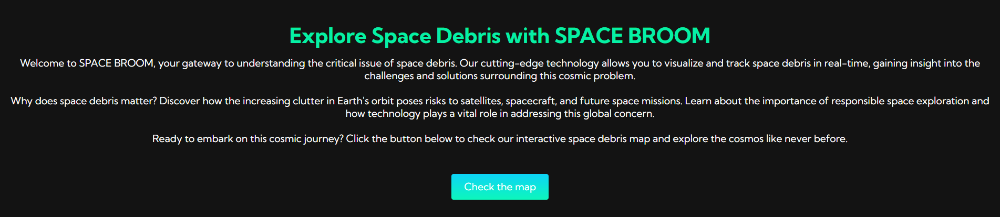 Explore Space Debris with SPACE BROOM
Welcome to SPACE BROOM, your gateway to understanding the critical issue of space debris. Our cutting-edge technology allows you to visualize and track space debris in real-time, gaining insight into the
challenges and solutions surrounding this cosmic problem.
Why does space debris matter? Discover how the increasing clutter in Earth's orbit poses risks to satellites, spacecraft, and future space missions. Learn about the importance of responsible space exploration and
how technology plays a vital role in addressing this global concern.
Ready to embark on this cosmic journey? Click the button below to check our interactive space debris map and explore the cosmos like never before.
Check the map